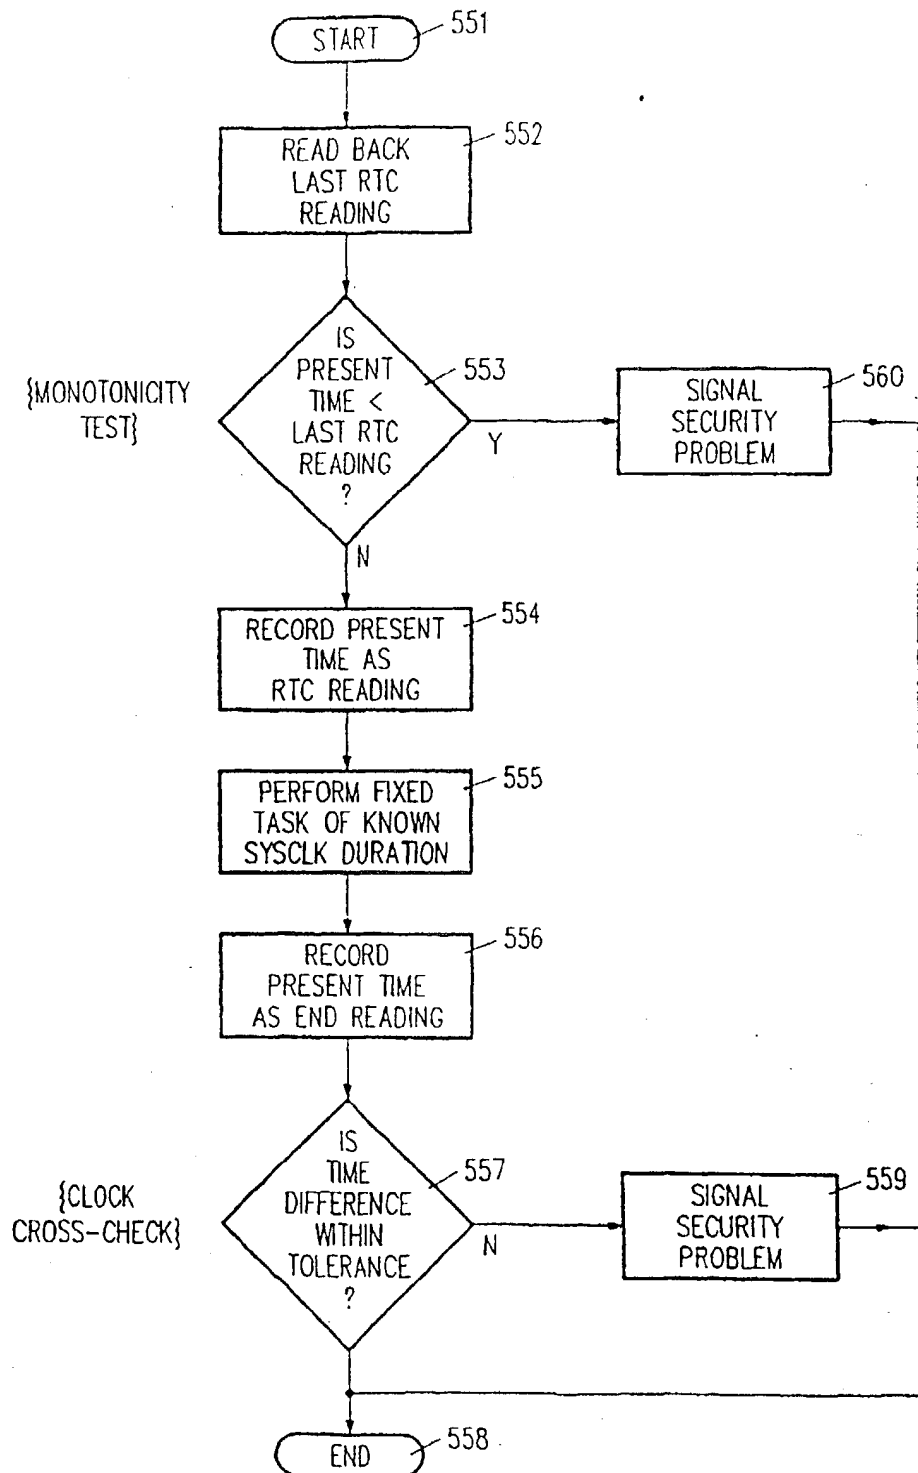 START
551
READ BACK
LAST RTC
READING
552
IS
PRESENT
TIME <
LAST RTC
READING
?
553
{MONOTONICITY
TEST}
Y
SIGNAL
SECURITY
PROBLEM
560
N
RECORD PRESENT
TIME AS
RTC READING
554
PERFORM FIXED
TASK OF KNOWN
SYSCLK DURATION
555
RECORD
PRESENT TIME
AS END READING
556
IS
TIME
DIFFERENCE
WITHIN
TOLERANCE
?
557
{CLOCK
CROSS-CHECK}
N
SIGNAL
SECURITY
PROBLEM
559
END
558